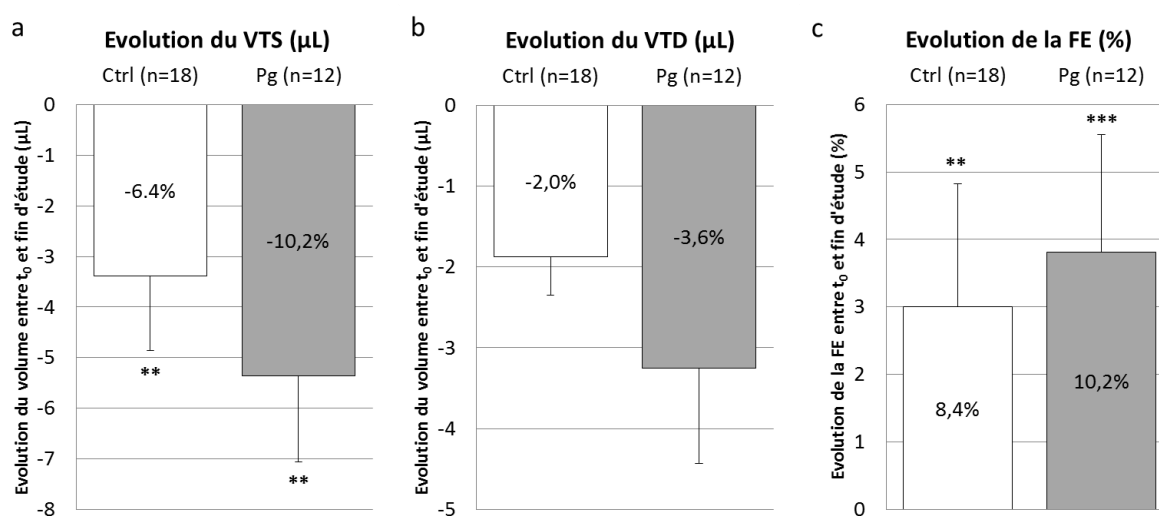 a
Evolution du VTS (µL)
Ctrl (n=18) Pg (n=12)
Evolution du volume entre t₀ et fin d'étude (µL)
0
-1
-2
-3
-4
-5
-6
-7
-8
-6.4%
-10,2%
**
**
b
Evolution du VTD (µL)
Ctrl (n=18) Pg (n=12)
Evolution du volume entre t₀ et fin d'étude (µL)
0
-1
-2
-3
-4
-5
-2,0%
-3,6%
c
Evolution de la FE (%)
Ctrl (n=18) Pg (n=12)
Evolution de la FE entre t₀ et fin d'étude (%)
6
5
4
3
2
1
0
**
***
8,4%
10,2%